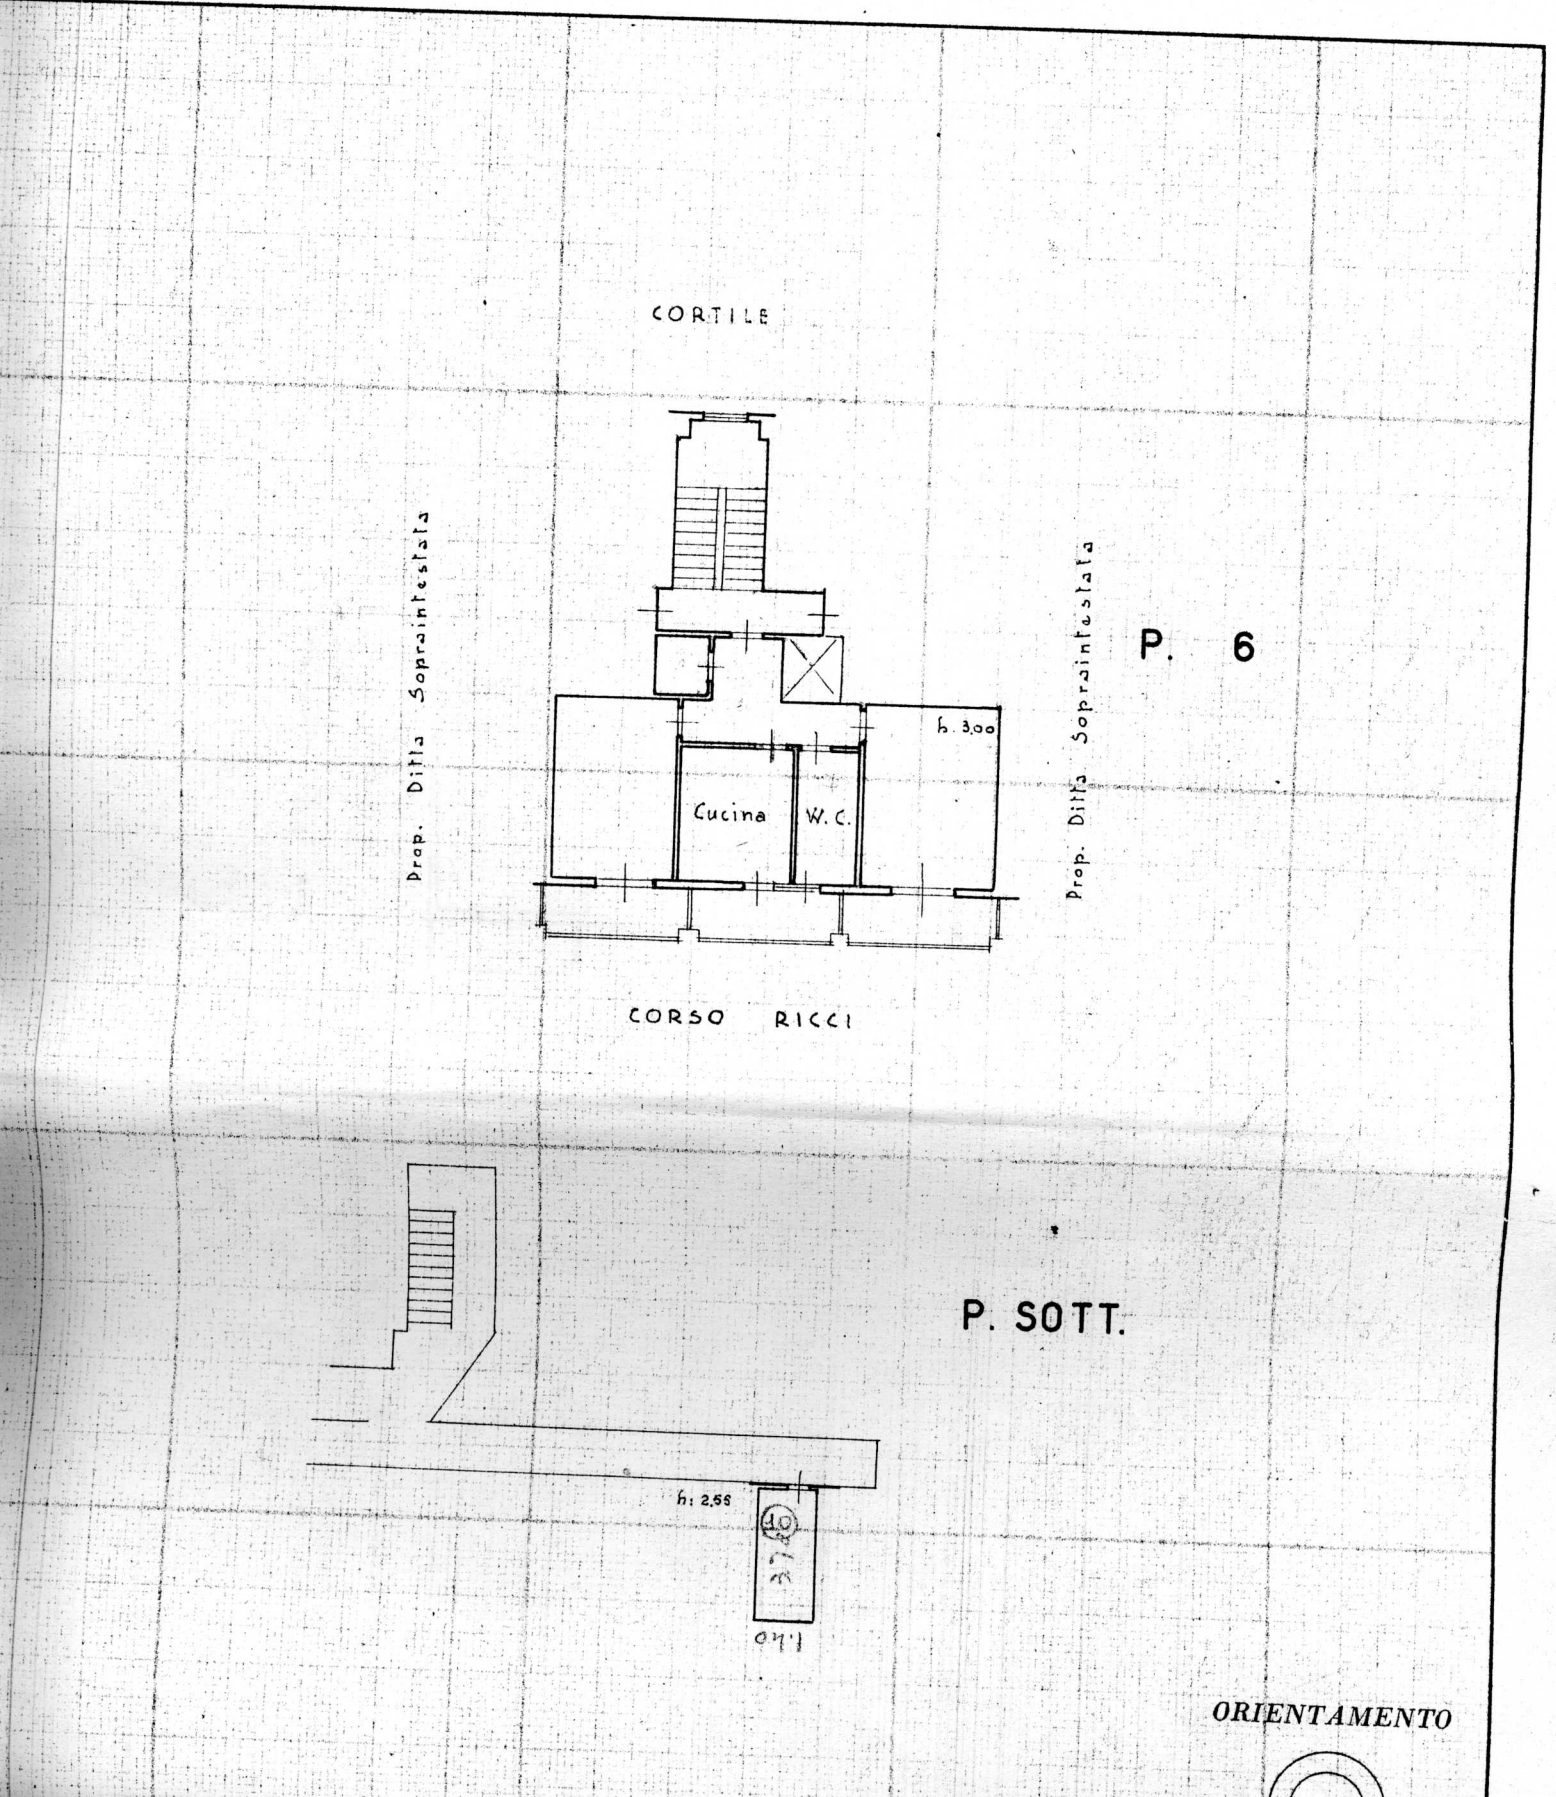 CORTILE
Prop. Ditta Sopraintestata
Prop. Ditta Sopraintestata
P. 6
h. 3,00
Cucina
W.C.
CORSO RICCI
P. SOTT.
h: 2.55
10
1.40
ORIENTAMENTO